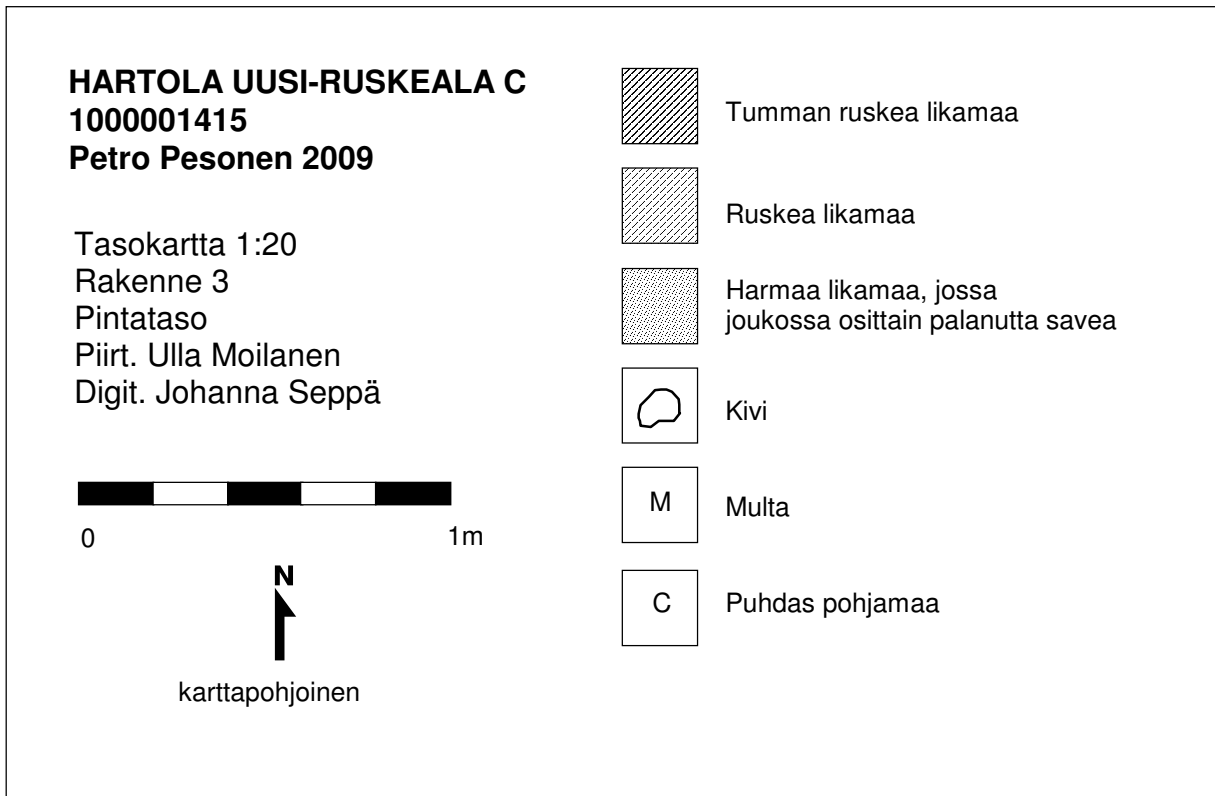 HARTOLA UUSI-RUSKEALA C
1000001415
Petro Pesonen 2009
Tasokartta 1:20
Rakenne 3
Pintataso
Piirt. Ulla Moilanen
Digit. Johanna Seppä
0 1m
N
karttapohjoinen
Tumman ruskea likamaa
Ruskea likamaa
Harmaa likamaa, jossa
joukossa osittain palanutta savea
Kivi
M Multa
C Puhdas pohjamaa